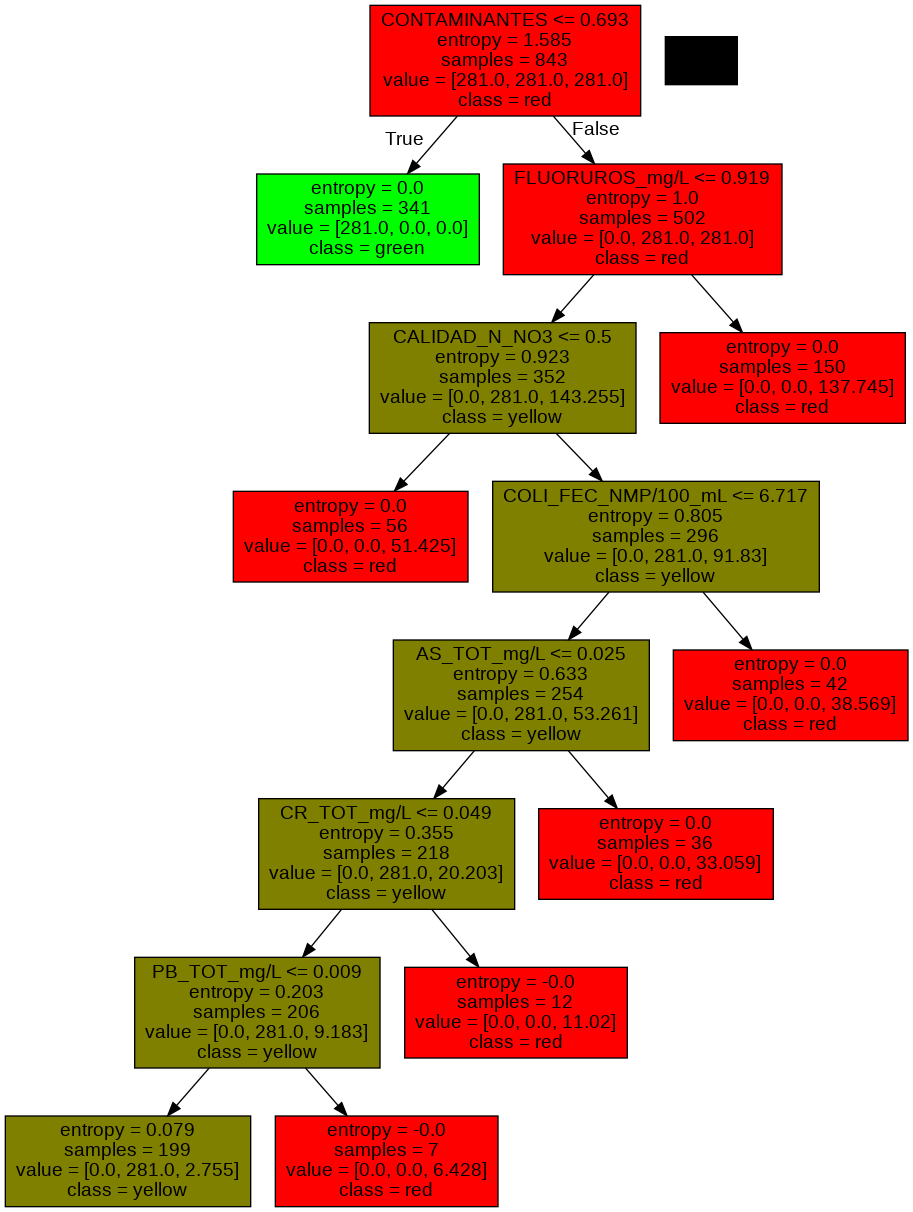 CONTAMINANTES <= 0.693
entropy = 1.585
samples = 843
value = [281.0, 281.0, 281.0]
class = red
True
False
entropy = 0.0
samples = 341
value = [281.0, 0.0, 0.0]
class = green
FLUORUROS_mg/L <= 0.919
entropy = 1.0
samples = 502
value = [0.0, 281.0, 281.0]
class = red
CALIDAD_N_NO3 <= 0.5
entropy = 0.923
samples = 352
value = [0.0, 281.0, 143.255]
class = yellow
entropy = 0.0
samples = 150
value = [0.0, 0.0, 137.745]
class = red
entropy = 0.0
samples = 56
value = [0.0, 0.0, 51.425]
class = red
COLI_FEC_NMP/100_mL <= 6.717
entropy = 0.805
samples = 296
value = [0.0, 281.0, 91.83]
class = yellow
AS_TOT_mg/L <= 0.025
entropy = 0.633
samples = 254
value = [0.0, 281.0, 53.261]
class = yellow
entropy = 0.0
samples = 42
value = [0.0, 0.0, 38.569]
class = red
CR_TOT_mg/L <= 0.049
entropy = 0.355
samples = 218
value = [0.0, 281.0, 20.203]
class = yellow
entropy = 0.0
samples = 36
value = [0.0, 0.0, 33.059]
class = red
PB_TOT_mg/L <= 0.009
entropy = 0.203
samples = 206
value = [0.0, 281.0, 9.183]
class = yellow
entropy = -0.0
samples = 12
value = [0.0, 0.0, 11.02]
class = red
entropy = 0.079
samples = 199
value = [0.0, 281.0, 2.755]
class = yellow
entropy = -0.0
samples = 7
value = [0.0, 0.0, 6.428]
class = red